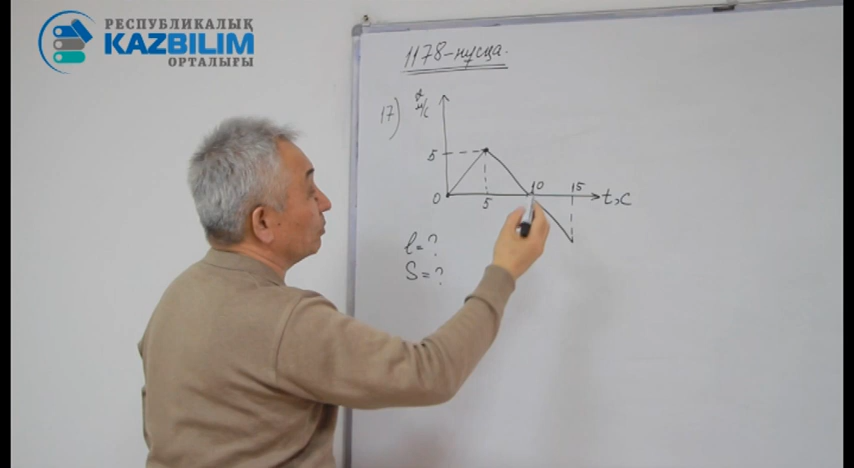 РЕСПУБЛИКАЛЫҚ
KAZBILIM
ОРТАЛЫҒЫ
1178-нұсқа.
17)
м/с
5
10
15
0
5
t,c
ℓ=?
S=?